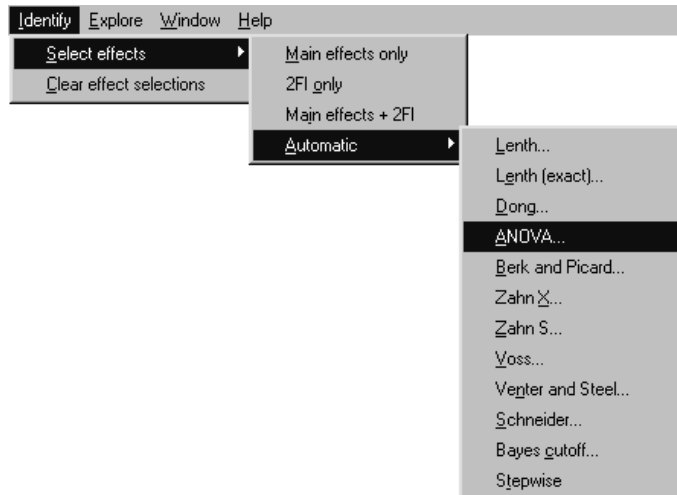 Identify Explore Window Help
Select effects
Clear effect selections
Main effects only
2FI only
Main effects + 2FI
Automatic
Lenth...
Lenth (exact)...
Dong...
ANOVA...
Berk and Picard...
Zahn X...
Zahn S...
Voss...
Venter and Steel...
Schneider...
Bayes cutoff...
Stepwise